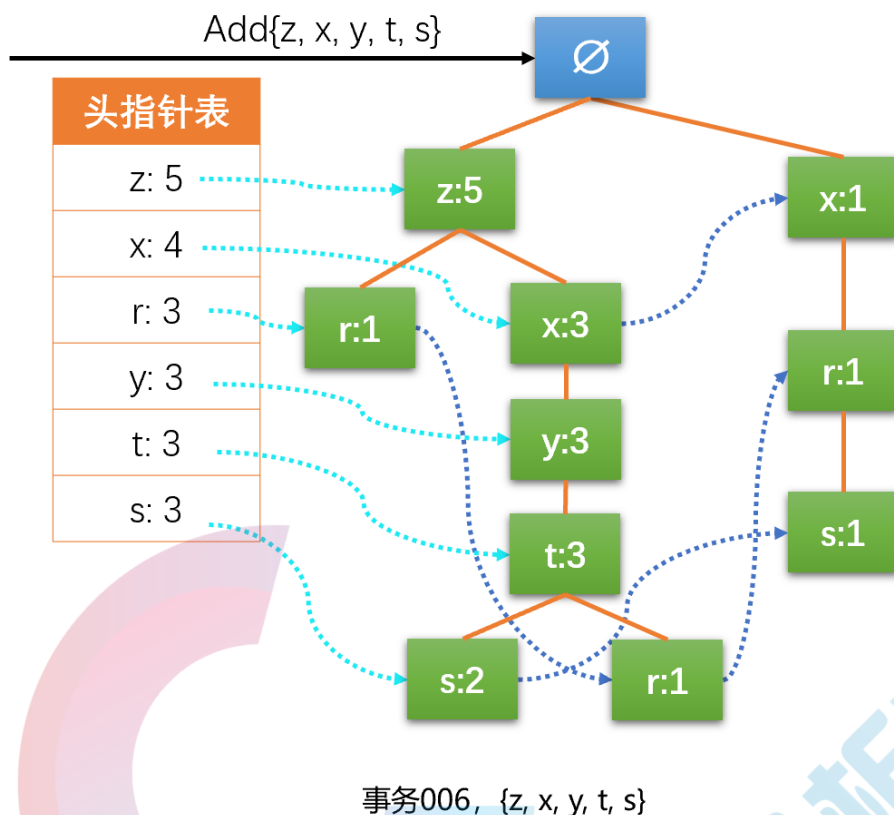 Add{z, x, y, t, s}
∅
头指针表
z: 5
x: 4
r: 3
y: 3
t: 3
s: 3
z:5
x:1
r:1
x:3
r:1
y:3
t:3
s:1
s:2
r:1
事务006, {z, x, y, t, s}